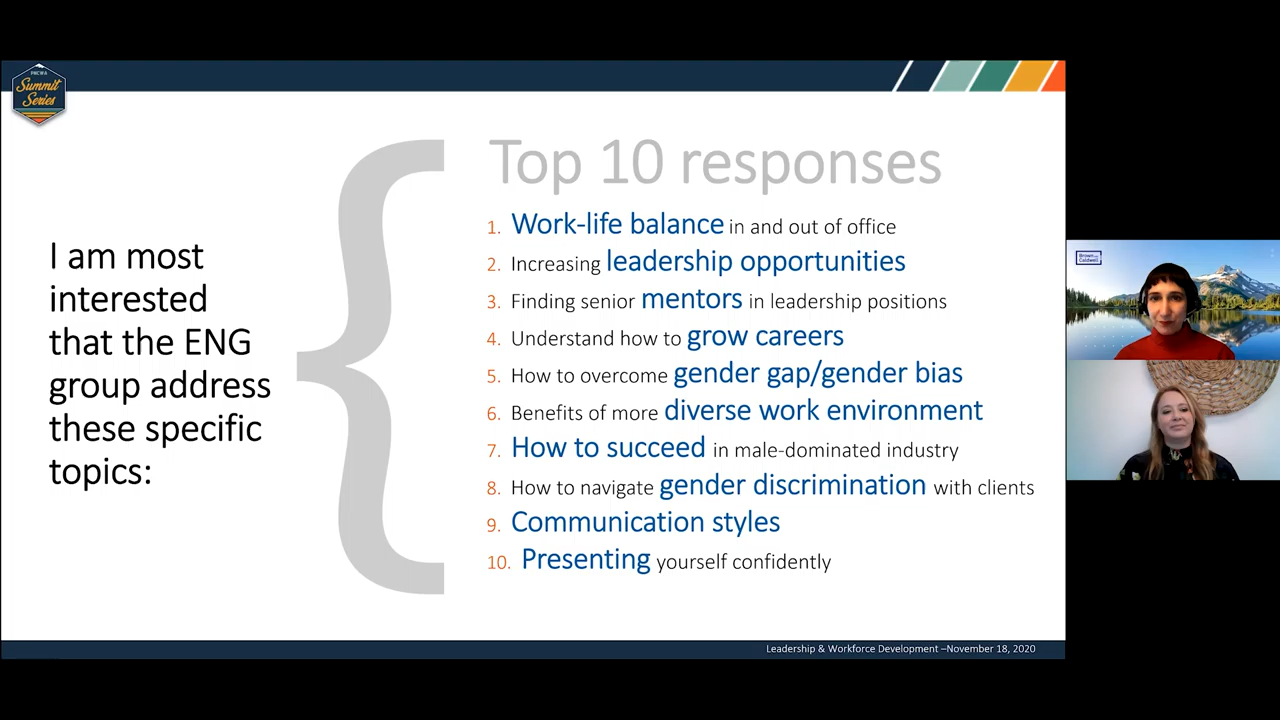 PNCWA
Summit
Series
I am most
interested
that the ENG
group address
these specific
topics:
Top 10 responses
1. Work-life balance in and out of office
2. Increasing leadership opportunities
3. Finding senior mentors in leadership positions
4. Understand how to grow careers
5. How to overcome gender gap/gender bias
6. Benefits of more diverse work environment
7. How to succeed in male-dominated industry
8. How to navigate gender discrimination with clients
9. Communication styles
10. Presenting yourself confidently
Brown and
Caldwell
Leadership & Workforce Development –November 18, 2020